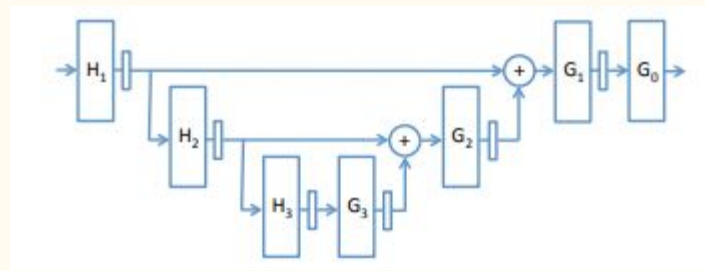 H₁ + G₁ G₀
H₂ + G₂
H₃ G₃